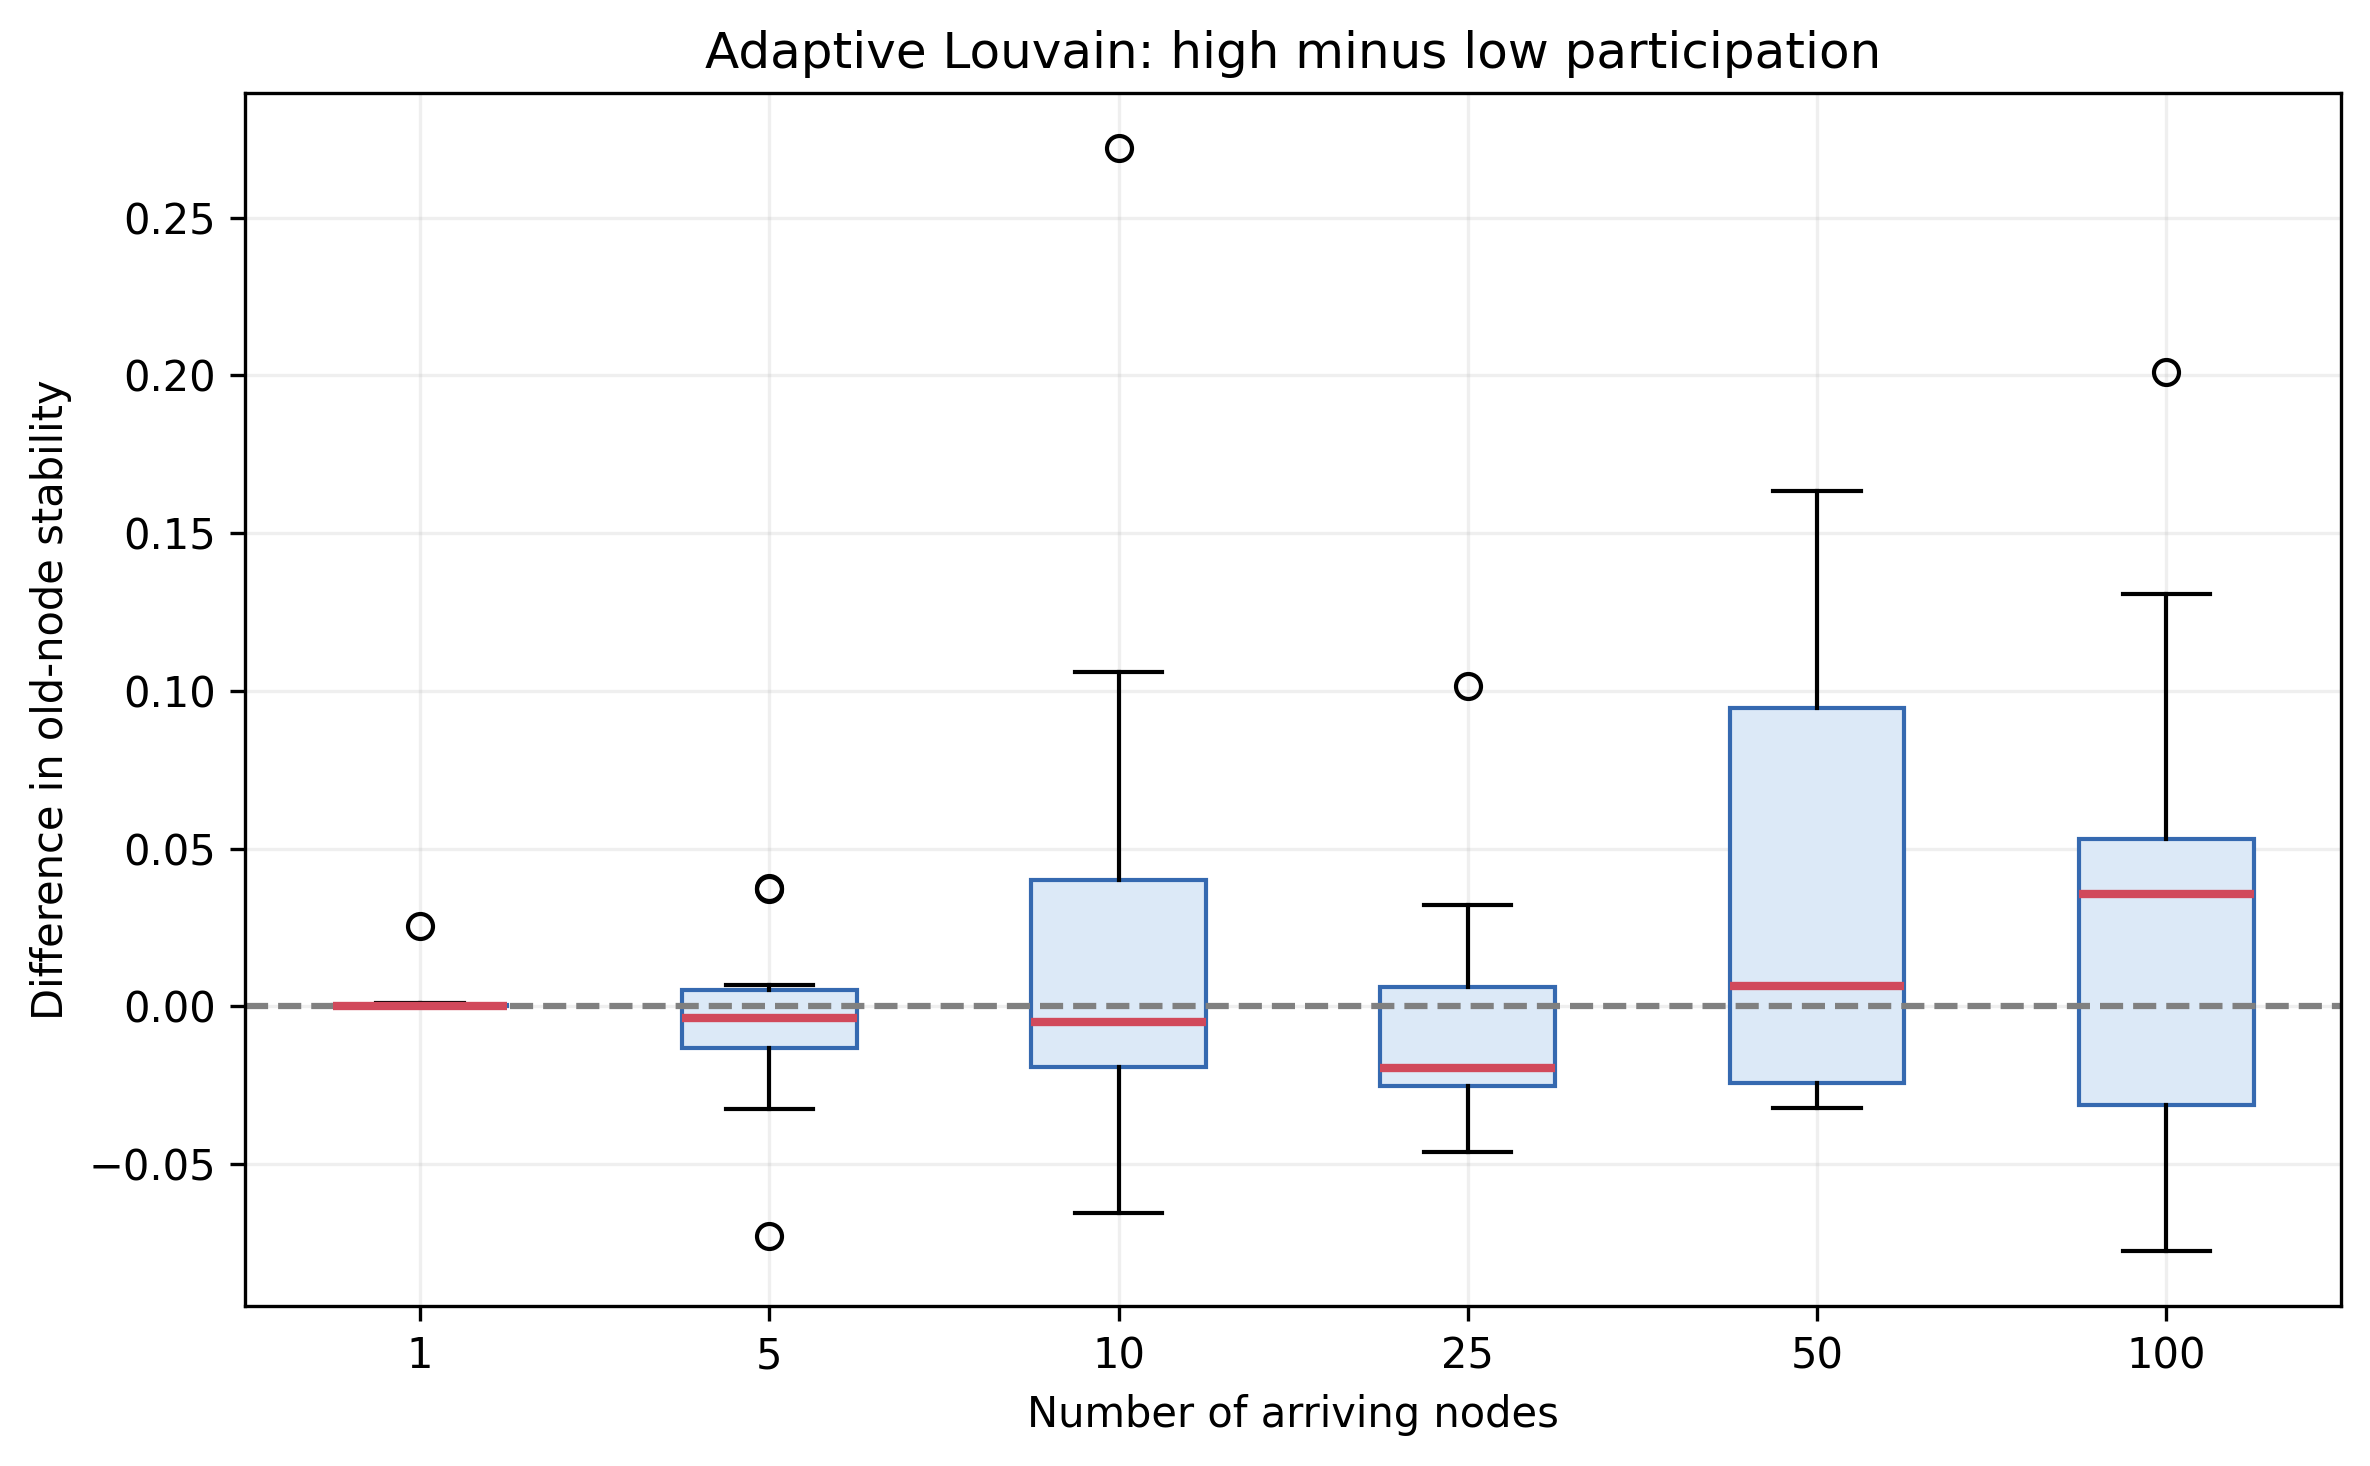 Adaptive Louvain: high minus low participation
Difference in old-node stability
0.25
0.20
0.15
0.10
0.05
0.00
−0.05
1 5 10 25 50 100
Number of arriving nodes